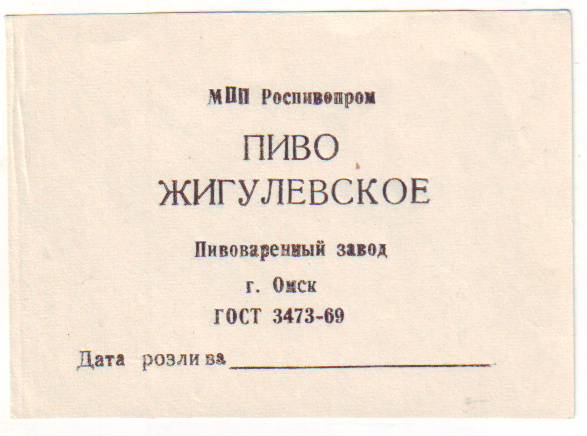 МПП Роспивопром
ПИВО
ЖИГУЛЕВСКОЕ
Пивоваренный завод
г. Омск
ГОСТ 3473-69
Дата розлива